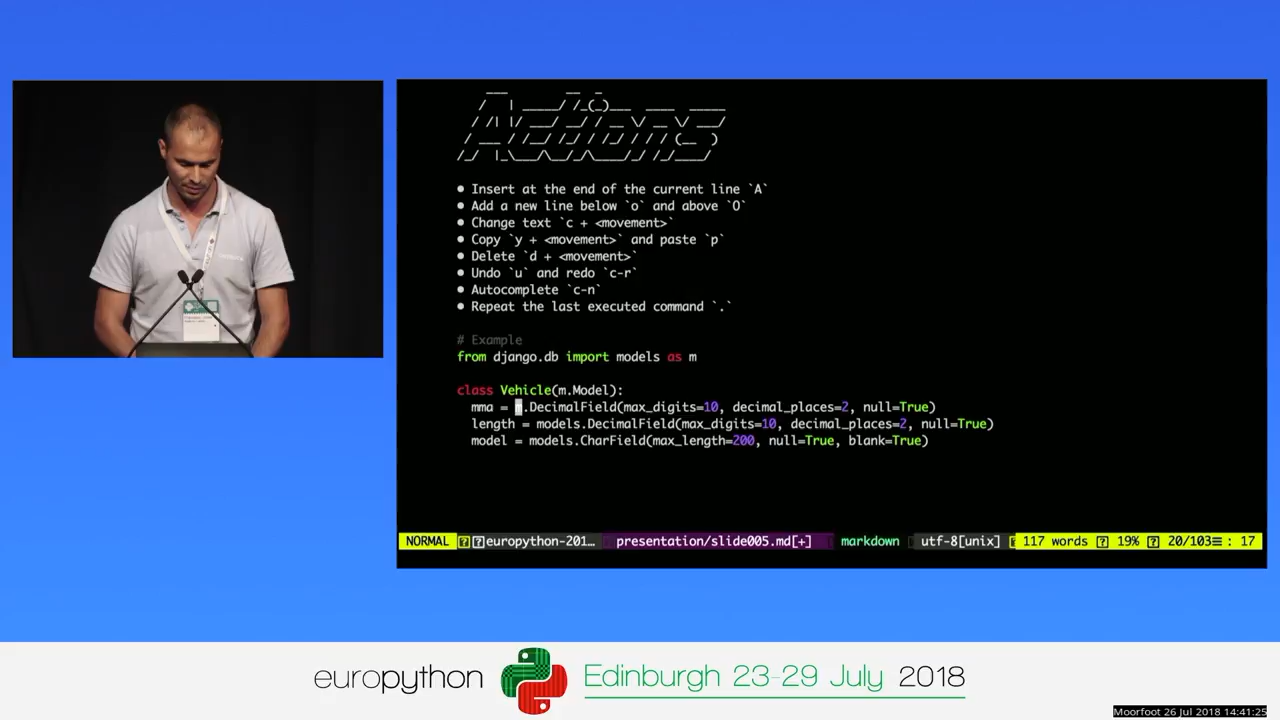 Actions
● Insert at the end of the current line `A`
● Add a new line below `o` and above `O`
● Change text `c + <movement>`
● Copy `y + <movement>` and paste `p`
● Delete `d + <movement>`
● Undo `u` and redo `c-r`
● Autocomplete `c-n`
● Repeat the last executed command `.`
# Example
from django.db import models as m
class Vehicle(m.Model):
mma = m.DecimalField(max_digits=10, decimal_places=2, null=True)
length = models.DecimalField(max_digits=10, decimal_places=2, null=True)
model = models.CharField(max_length=200, null=True, blank=True)
NORMAL europython-201… presentation/slide005.md[+] markdown utf-8[unix] 117 words 19% 20/103≡ : 17
europython Edinburgh 23-29 July 2018
Moorfoot 26 Jul 2018 14:41:25